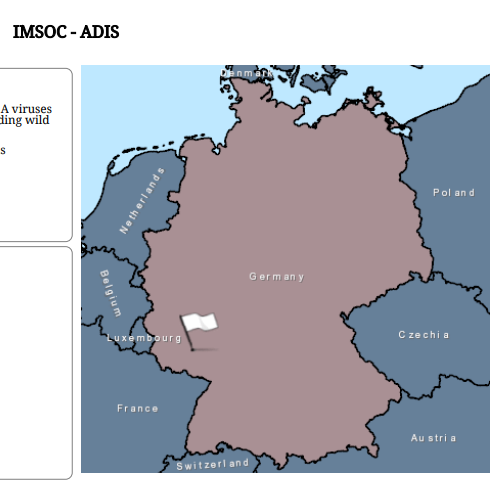 IMSOC - ADIS
A viruses
ding wild
s
Denmark
Netherlands
Poland
Belgium
Germany
Luxembourg
Czechia
France
Austria
Switzerland